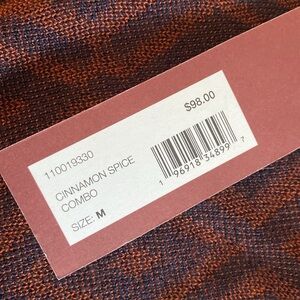 110019330
$98.00
CINNAMON SPICE
COMBO
SIZE: M
1 96918 34899 7